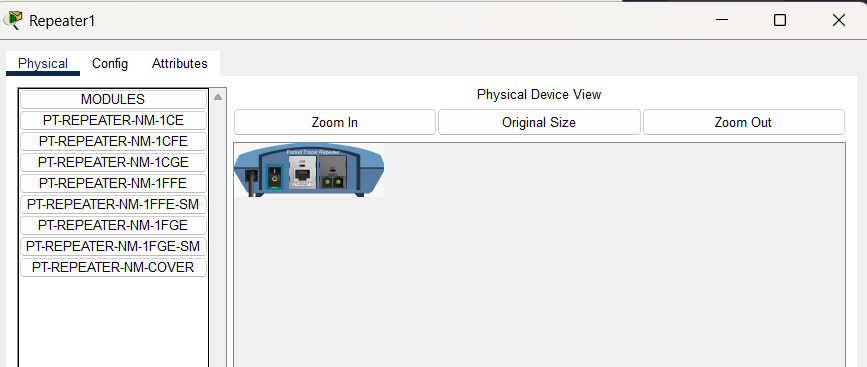 Repeater1
Physical Config Attributes
MODULES
PT-REPEATER-NM-1CE
PT-REPEATER-NM-1CFE
PT-REPEATER-NM-1CGE
PT-REPEATER-NM-1FFE
PT-REPEATER-NM-1FFE-SM
PT-REPEATER-NM-1FGE
PT-REPEATER-NM-1FGE-SM
PT-REPEATER-NM-COVER
Physical Device View
Zoom In Original Size Zoom Out
Packet Tracer Repeater